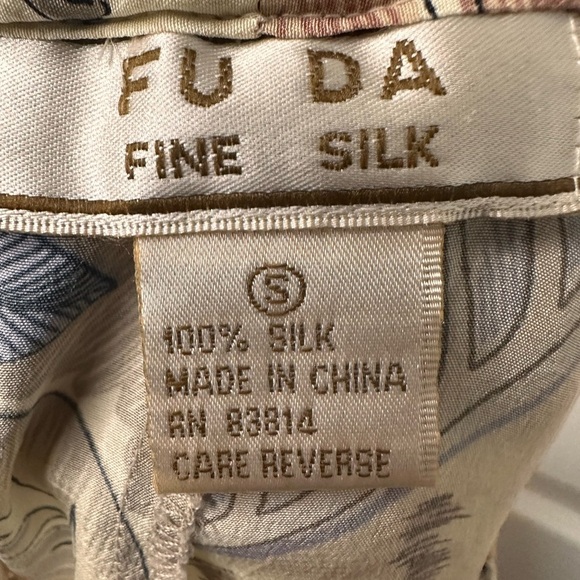 FU DA
FINE SILK
S
100% SILK
MADE IN CHINA
RN 83814
CARE REVERSE